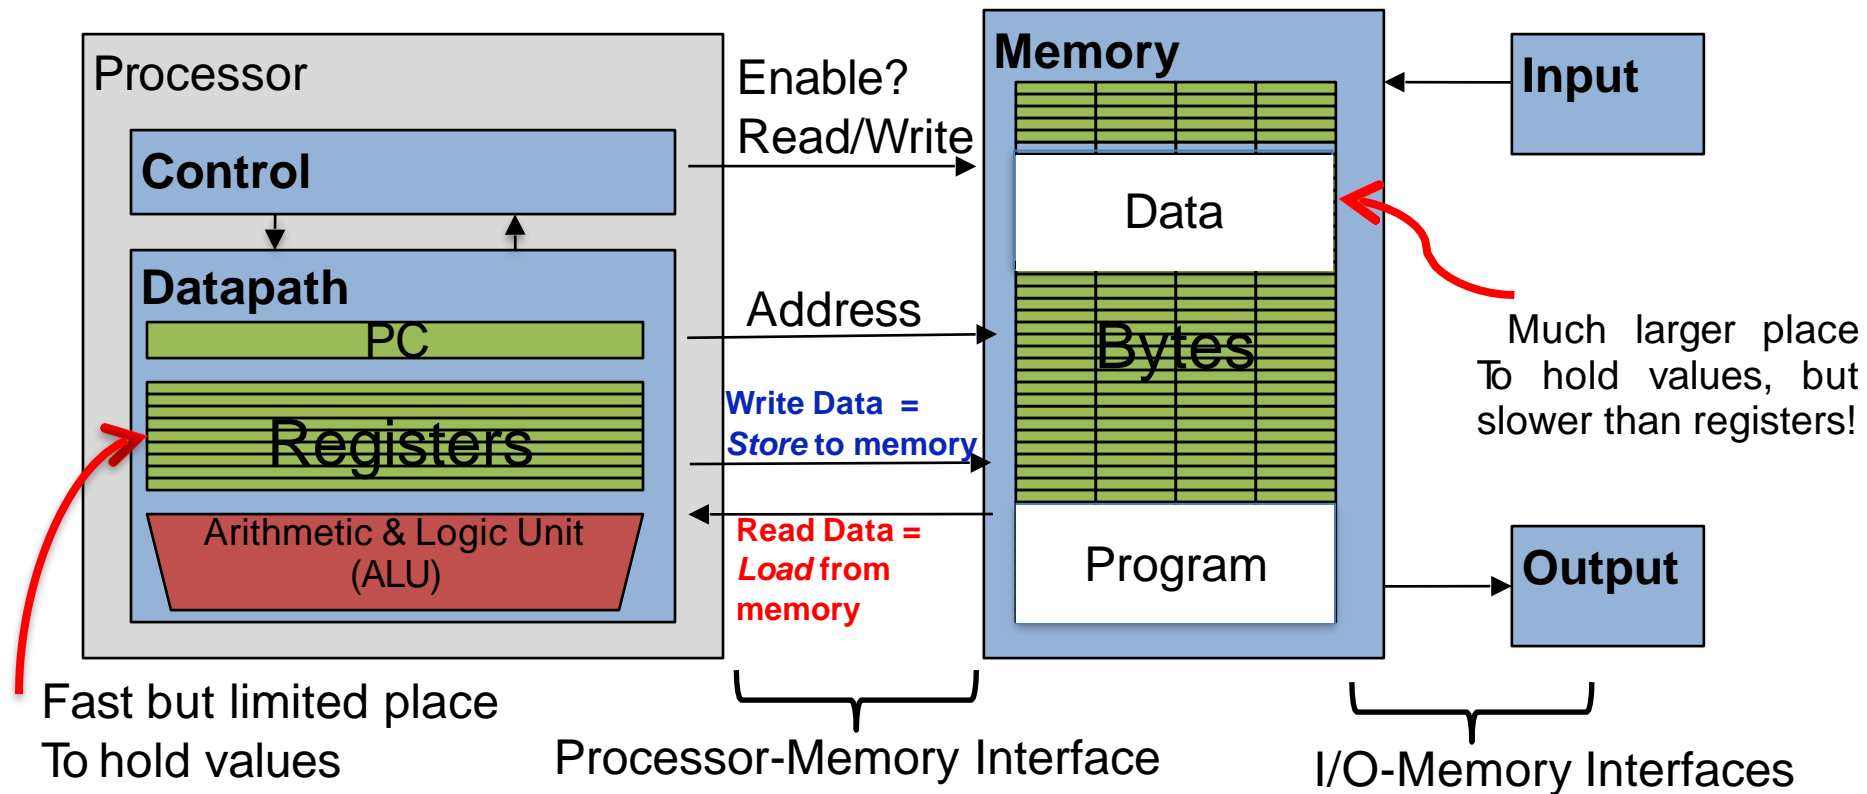 Processor
Control
Datapath
PC
Registers
Arithmetic & Logic Unit
(ALU)
Fast but limited place
To hold values
Enable?
Read/Write
Address
Write Data =
Store to memory
Read Data =
Load from
memory
Processor-Memory Interface
Memory
Data
Bytes
Program
Input
Much larger place
To hold values, but
slower than registers!
Output
I/O-Memory Interfaces